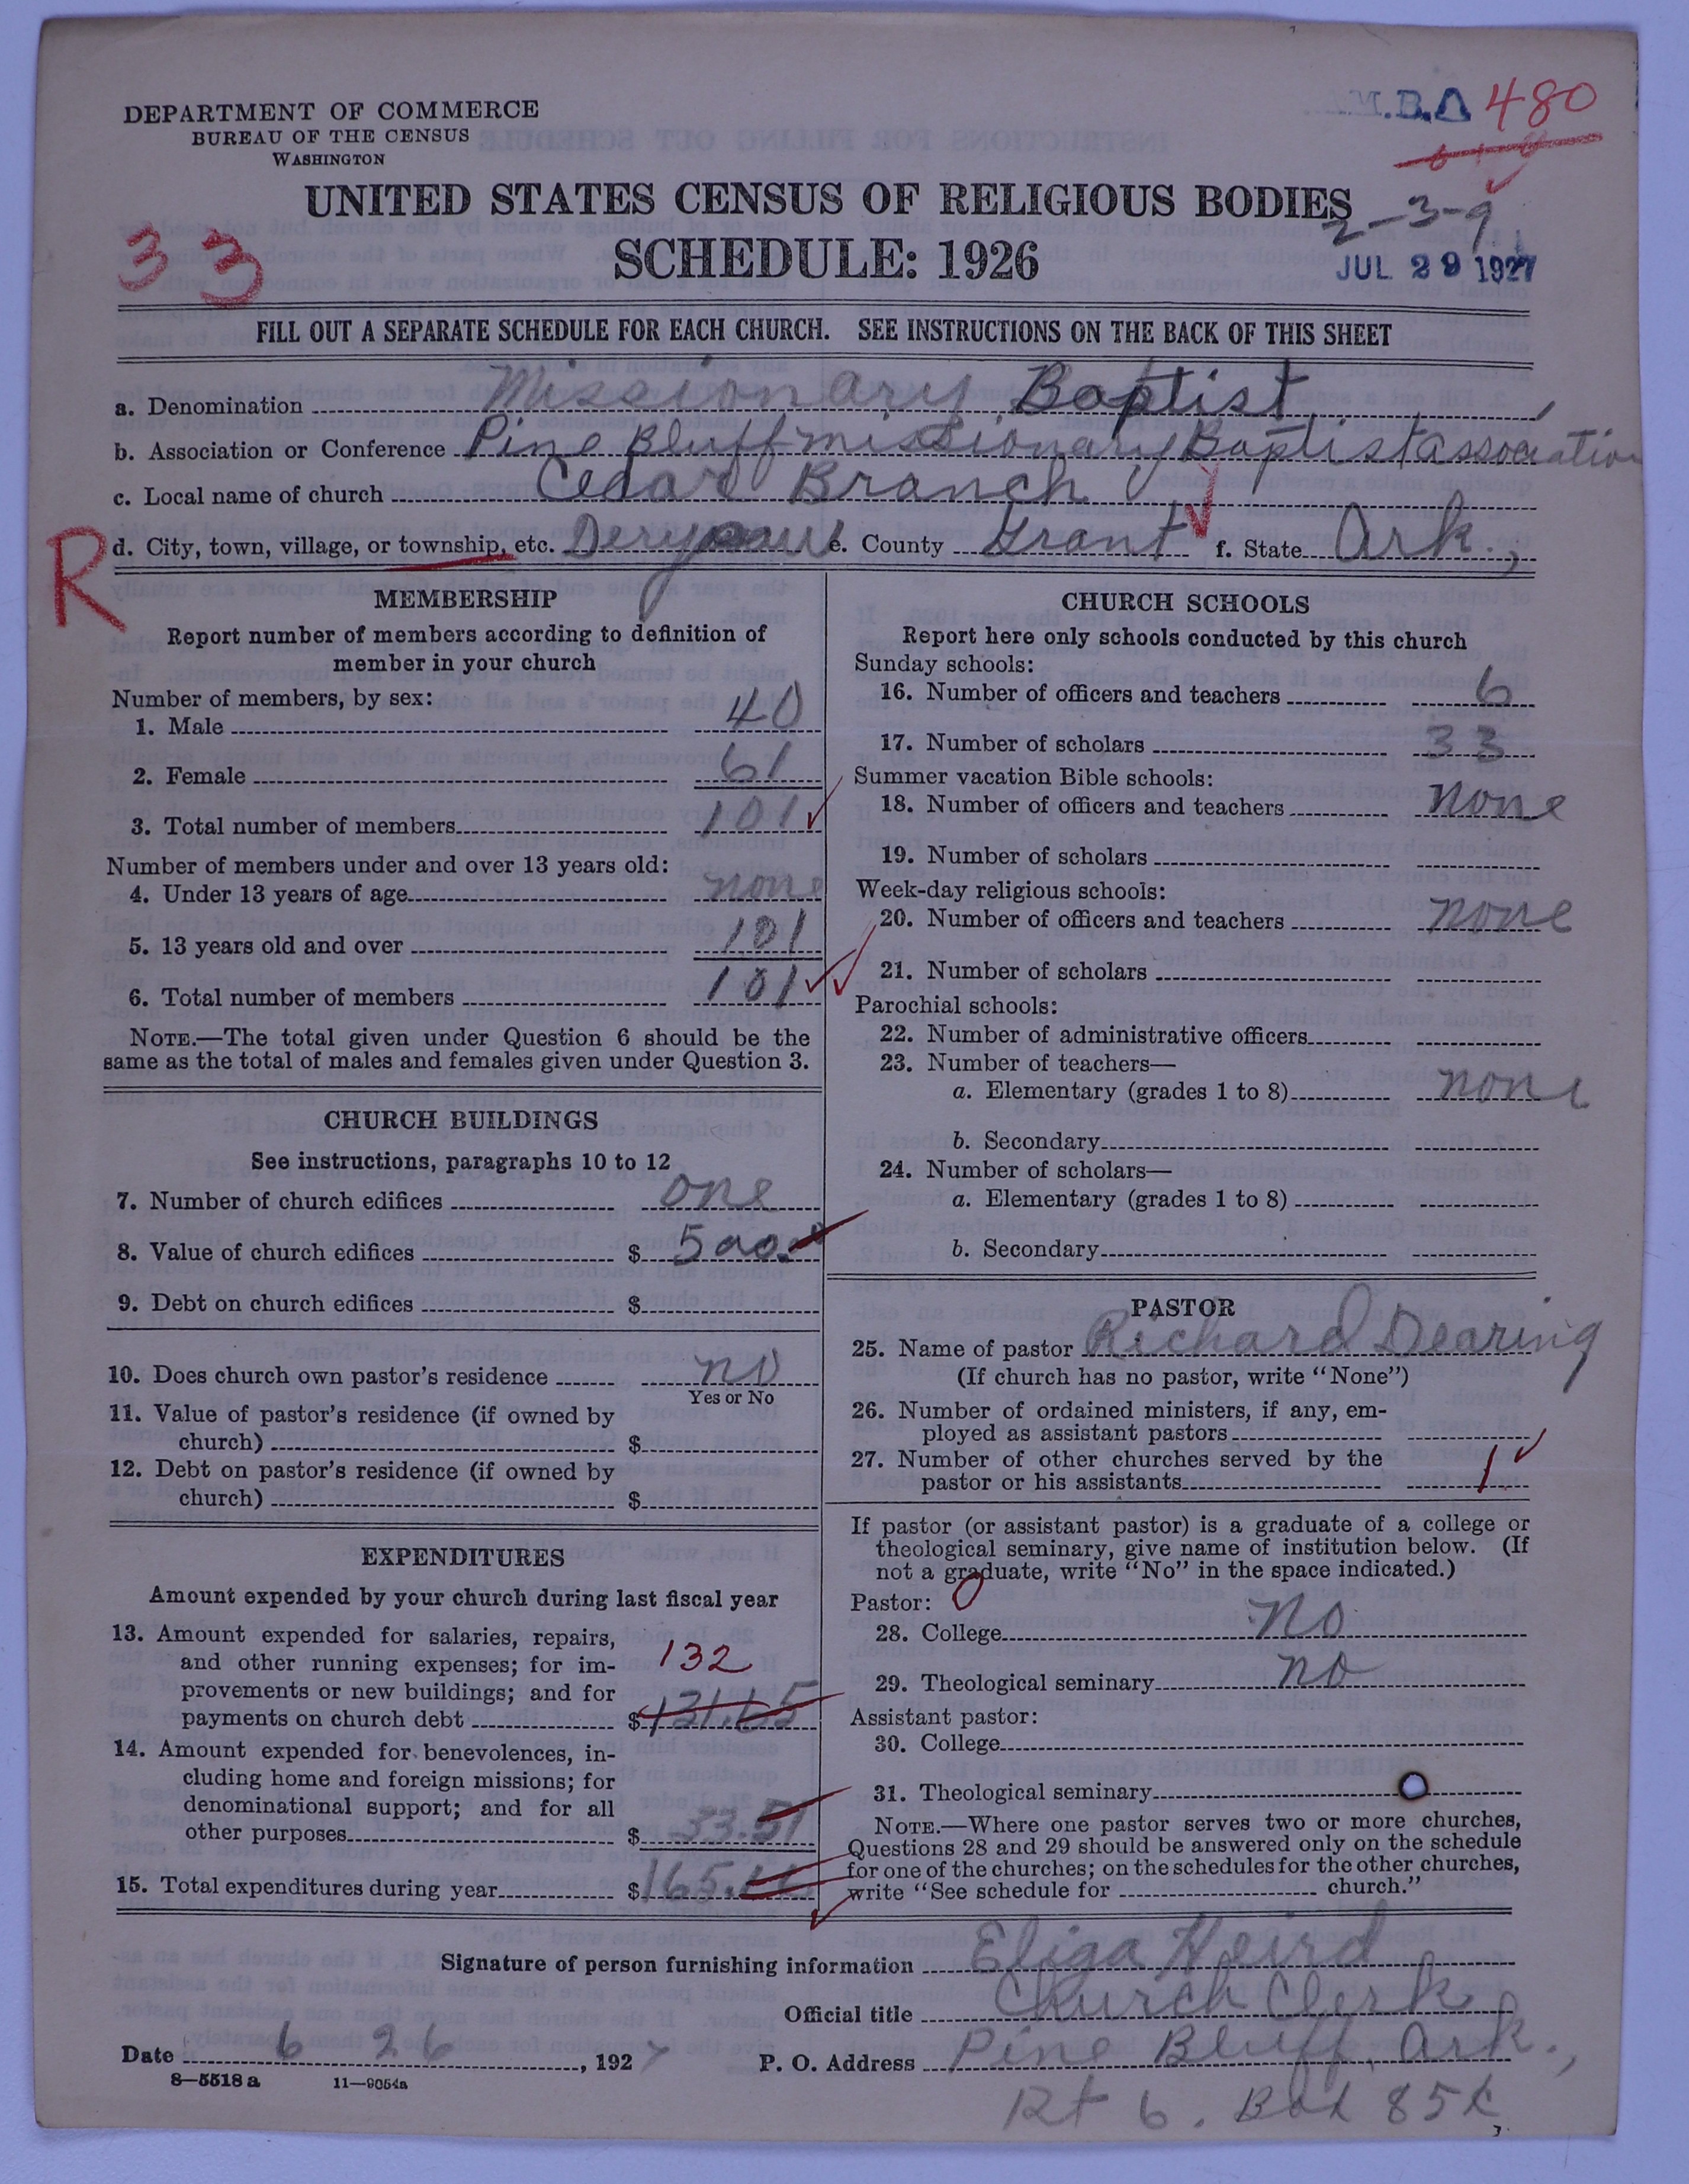 DEPARTMENT OF COMMERCE
BUREAU OF THE CENSUS
WASHINGTON
M.B.A 480
UNITED STATES CENSUS OF RELIGIOUS BODIES
2-3-9
SCHEDULE: 1926
33
JUL 29 1927
FILL OUT A SEPARATE SCHEDULE FOR EACH CHURCH. SEE INSTRUCTIONS ON THE BACK OF THIS SHEET
a. Denomination Missionary Baptist
b. Association or Conference Pine Bluff missionary Baptist association
c. Local name of church Cedar Branch
R
d. City, town, village, or township, etc. e. County Grant f. State Ark.,
MEMBERSHIP
Report number of members according to definition of
member in your church
Number of members, by sex:
1. Male 40
2. Female 61
3. Total number of members 101
Number of members under and over 13 years old:
4. Under 13 years of age none
5. 13 years old and over 101
6. Total number of members 101
NOTE.—The total given under Question 6 should be the
same as the total of males and females given under Question 3.
CHURCH BUILDINGS
See instructions, paragraphs 10 to 12
7. Number of church edifices one
8. Value of church edifices $ 500.00
9. Debt on church edifices $
10. Does church own pastor's residence no
Yes or No
11. Value of pastor's residence (if owned by
church) $
12. Debt on pastor's residence (if owned by
church) $
EXPENDITURES
Amount expended by your church during last fiscal year
13. Amount expended for salaries, repairs,
and other running expenses; for im-
132
provements or new buildings; and for
payments on church debt $ 131.65
14. Amount expended for benevolences, in-
cluding home and foreign missions; for
denominational support; and for all
other purposes $ 33.51
15. Total expenditures during year $ 165.
CHURCH SCHOOLS
Report here only schools conducted by this church
Sunday schools:
16. Number of officers and teachers 6
17. Number of scholars 33
Summer vacation Bible schools:
18. Number of officers and teachers none
19. Number of scholars
Week-day religious schools:
20. Number of officers and teachers none
21. Number of scholars
Parochial schools:
22. Number of administrative officers
23. Number of teachers—
a. Elementary (grades 1 to 8) none
b. Secondary
24. Number of scholars—
a. Elementary (grades 1 to 8)
b. Secondary
PASTOR
25. Name of pastor Richard Dearing
(If church has no pastor, write "None")
26. Number of ordained ministers, if any, em-
ployed as assistant pastors
27. Number of other churches served by the
pastor or his assistants 1
If pastor (or assistant pastor) is a graduate of a college or
theological seminary, give name of institution below. (If
not a graduate, write "No" in the space indicated.)
Pastor: 0
28. College no
29. Theological seminary no
Assistant pastor:
30. College
31. Theological seminary
NOTE.—Where one pastor serves two or more churches,
Questions 28 and 29 should be answered only on the schedule
for one of the churches; on the schedules for the other churches,
write "See schedule for church."
Signature of person furnishing information Eliga Heird
Official title Church Clerk
Date 6 26, 1927
P. O. Address Pine Bluff, Ark.,
8—5518 a 11—9054a
Rt 6. Box 85